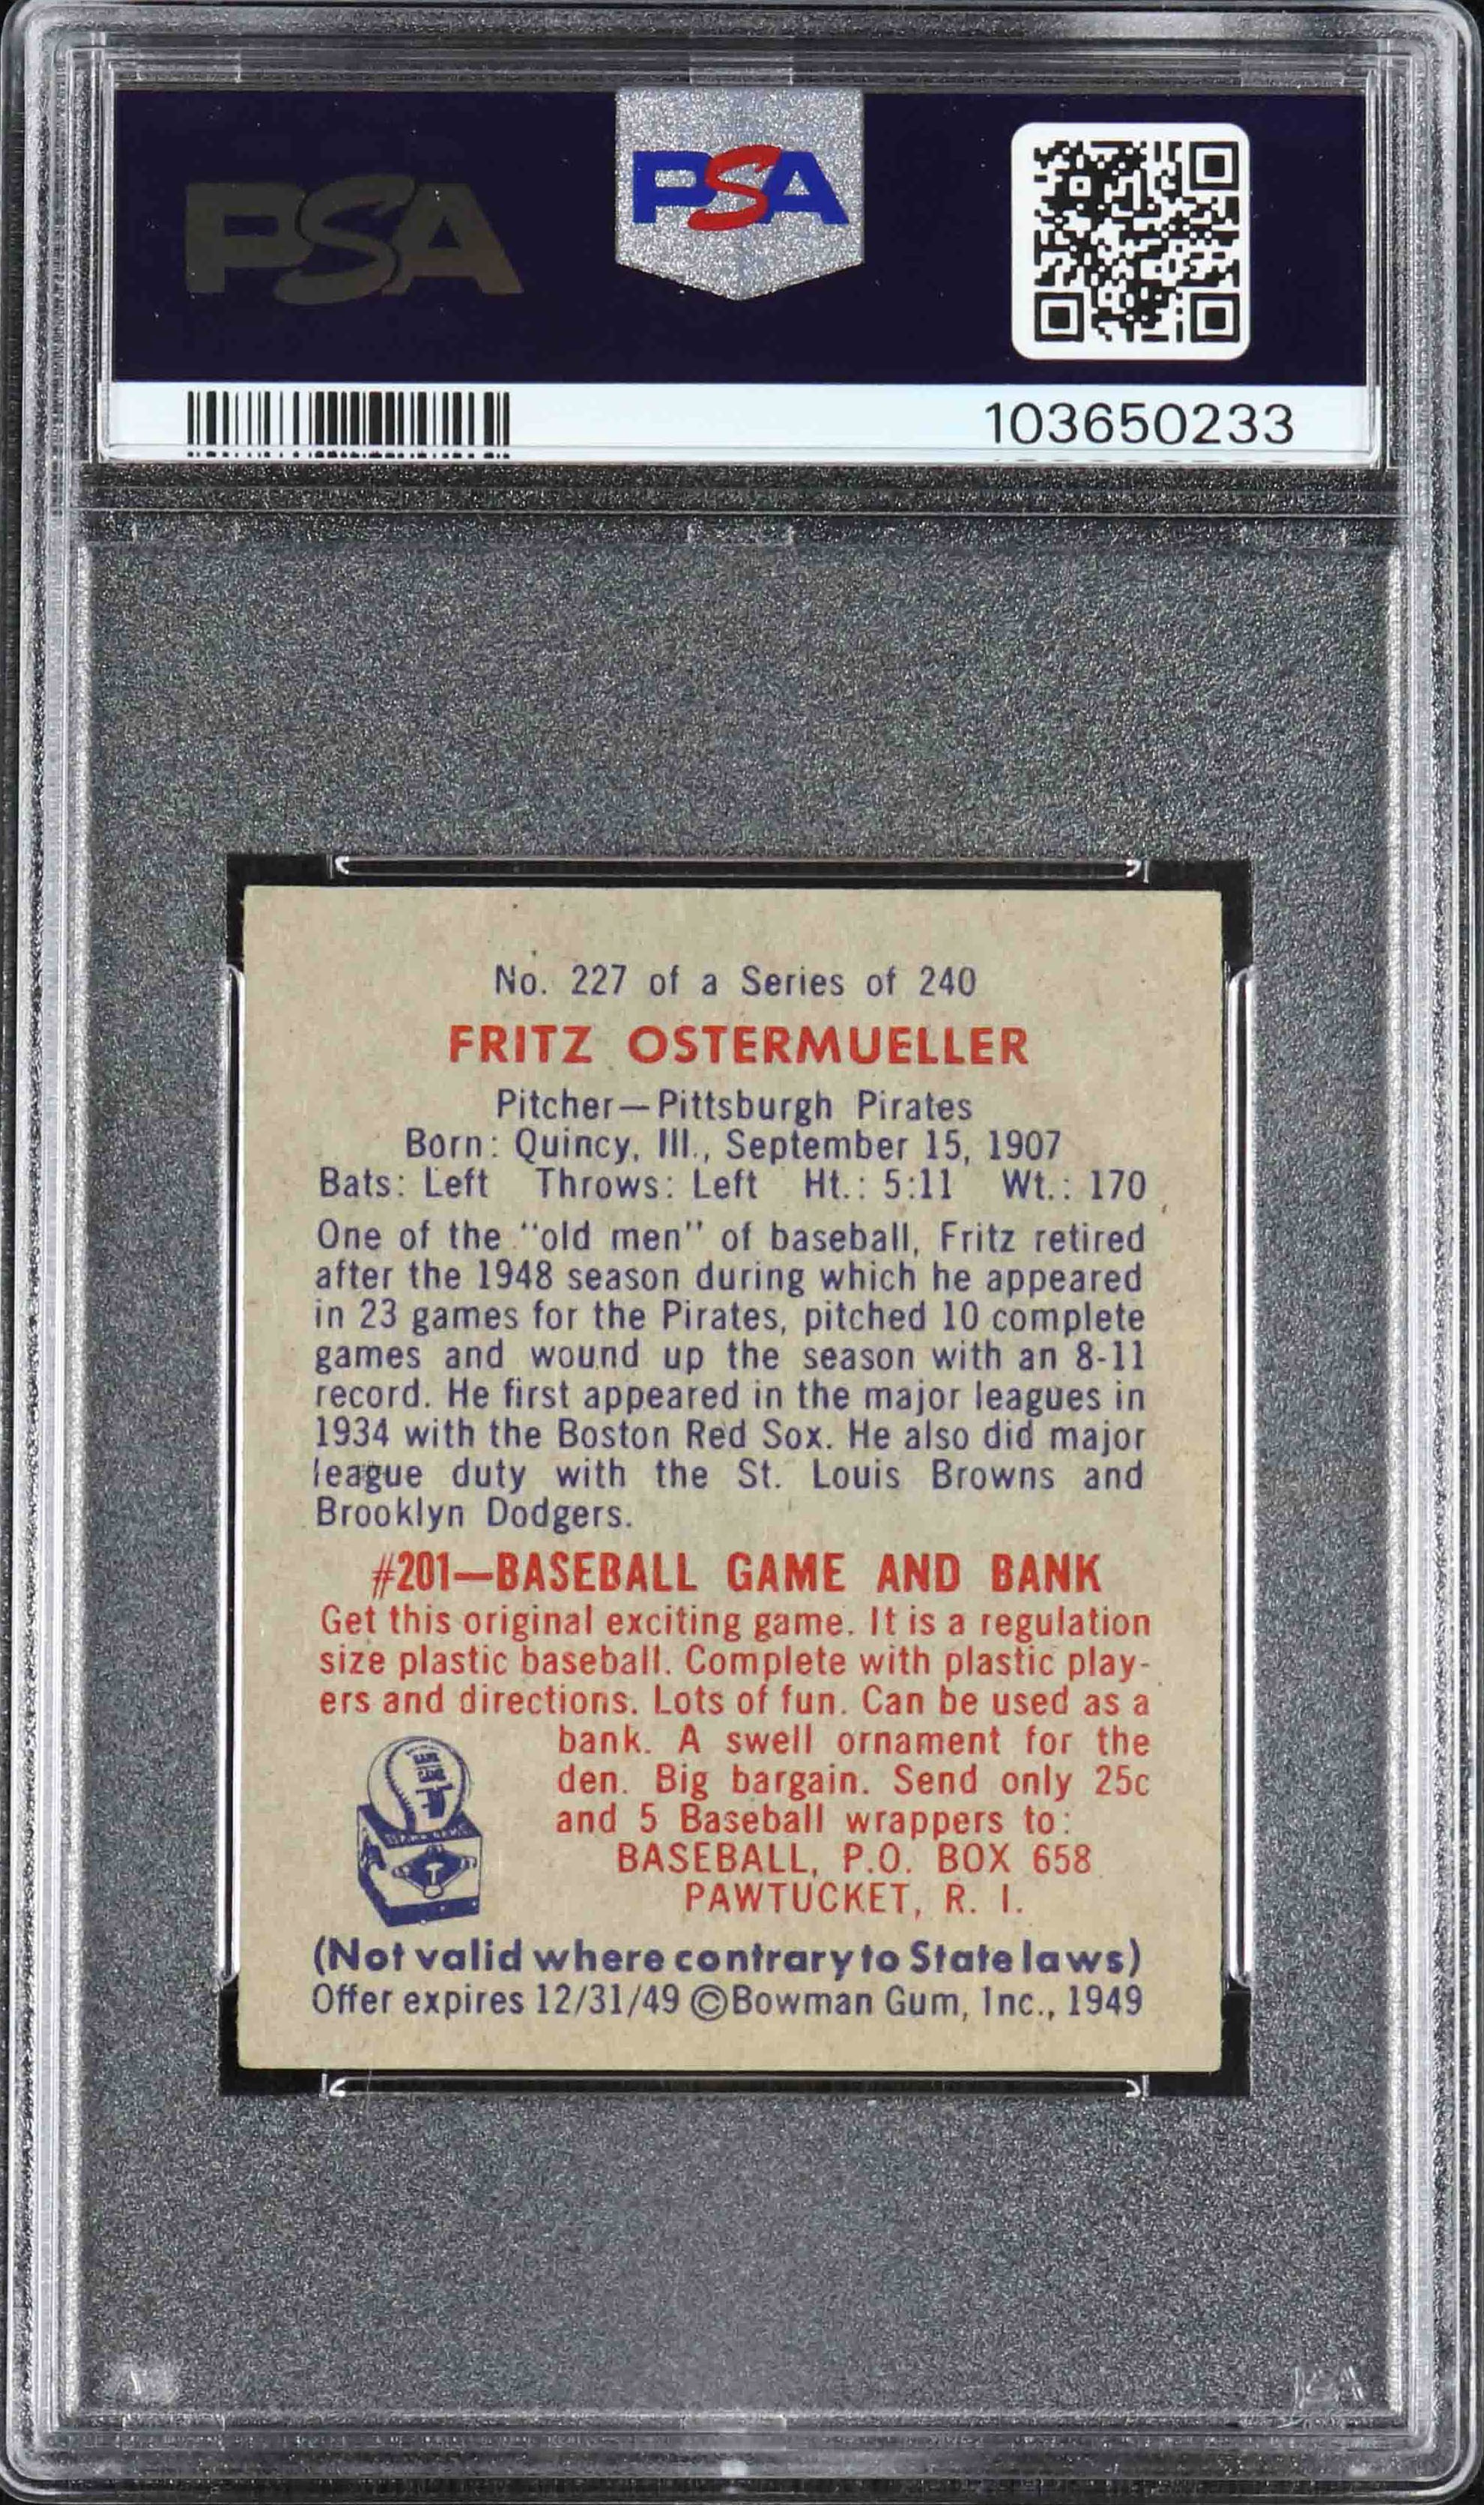 PSA
PSA
103650233
No. 227 of a Series of 240
FRITZ OSTERMUELLER
Pitcher—Pittsburgh Pirates
Born: Quincy, Ill., September 15, 1907
Bats: Left Throws: Left Ht.: 5:11 Wt.: 170
One of the "old men" of baseball, Fritz retired
after the 1948 season during which he appeared
in 23 games for the Pirates, pitched 10 complete
games and wound up the season with an 8-11
record. He first appeared in the major leagues in
1934 with the Boston Red Sox. He also did major
league duty with the St. Louis Browns and
Brooklyn Dodgers.
#201—BASEBALL GAME AND BANK
Get this original exciting game. It is a regulation
size plastic baseball. Complete with plastic play-
ers and directions. Lots of fun. Can be used as a
bank. A swell ornament for the
den. Big bargain. Send only 25c
and 5 Baseball wrappers to:
BASEBALL, P.O. BOX 658
PAWTUCKET, R. I.
(Not valid where contrary to State laws)
Offer expires 12/31/49 ©Bowman Gum, Inc., 1949